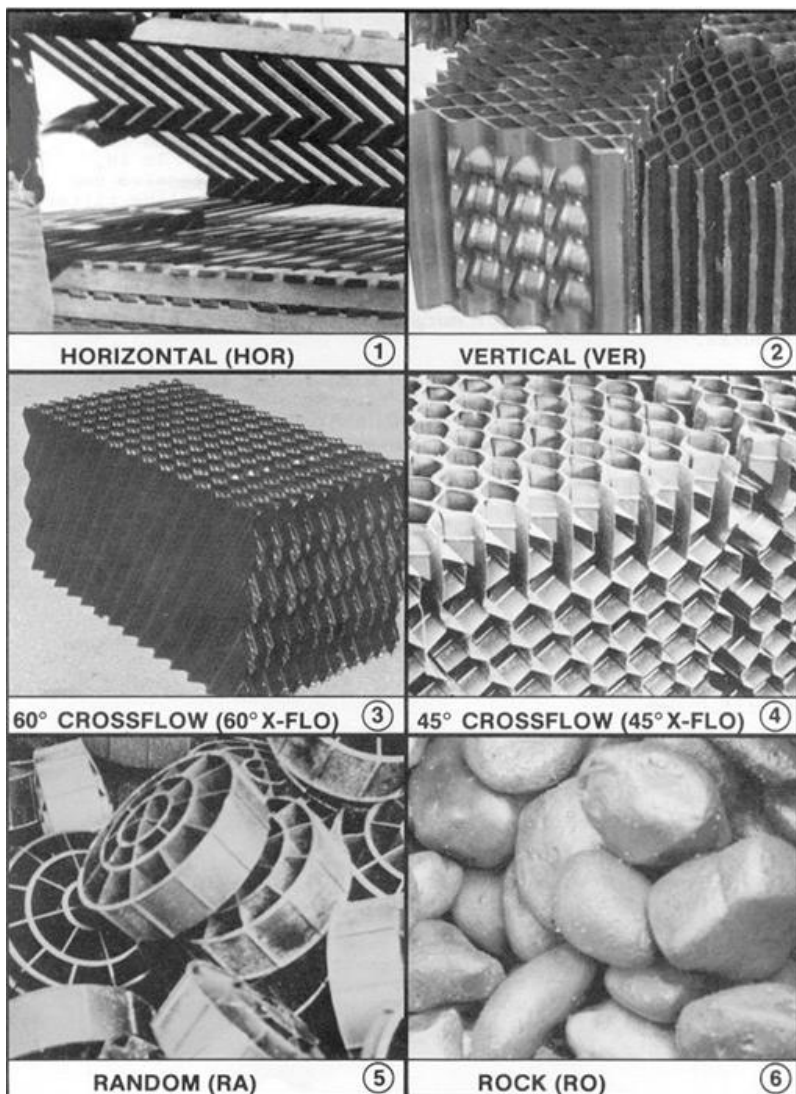 HORIZONTAL (HOR) 1
VERTICAL (VER) 2
60° CROSSFLOW (60° X-FLO) 3
45° CROSSFLOW (45° X-FLO) 4
RANDOM (RA) 5
ROCK (RO) 6